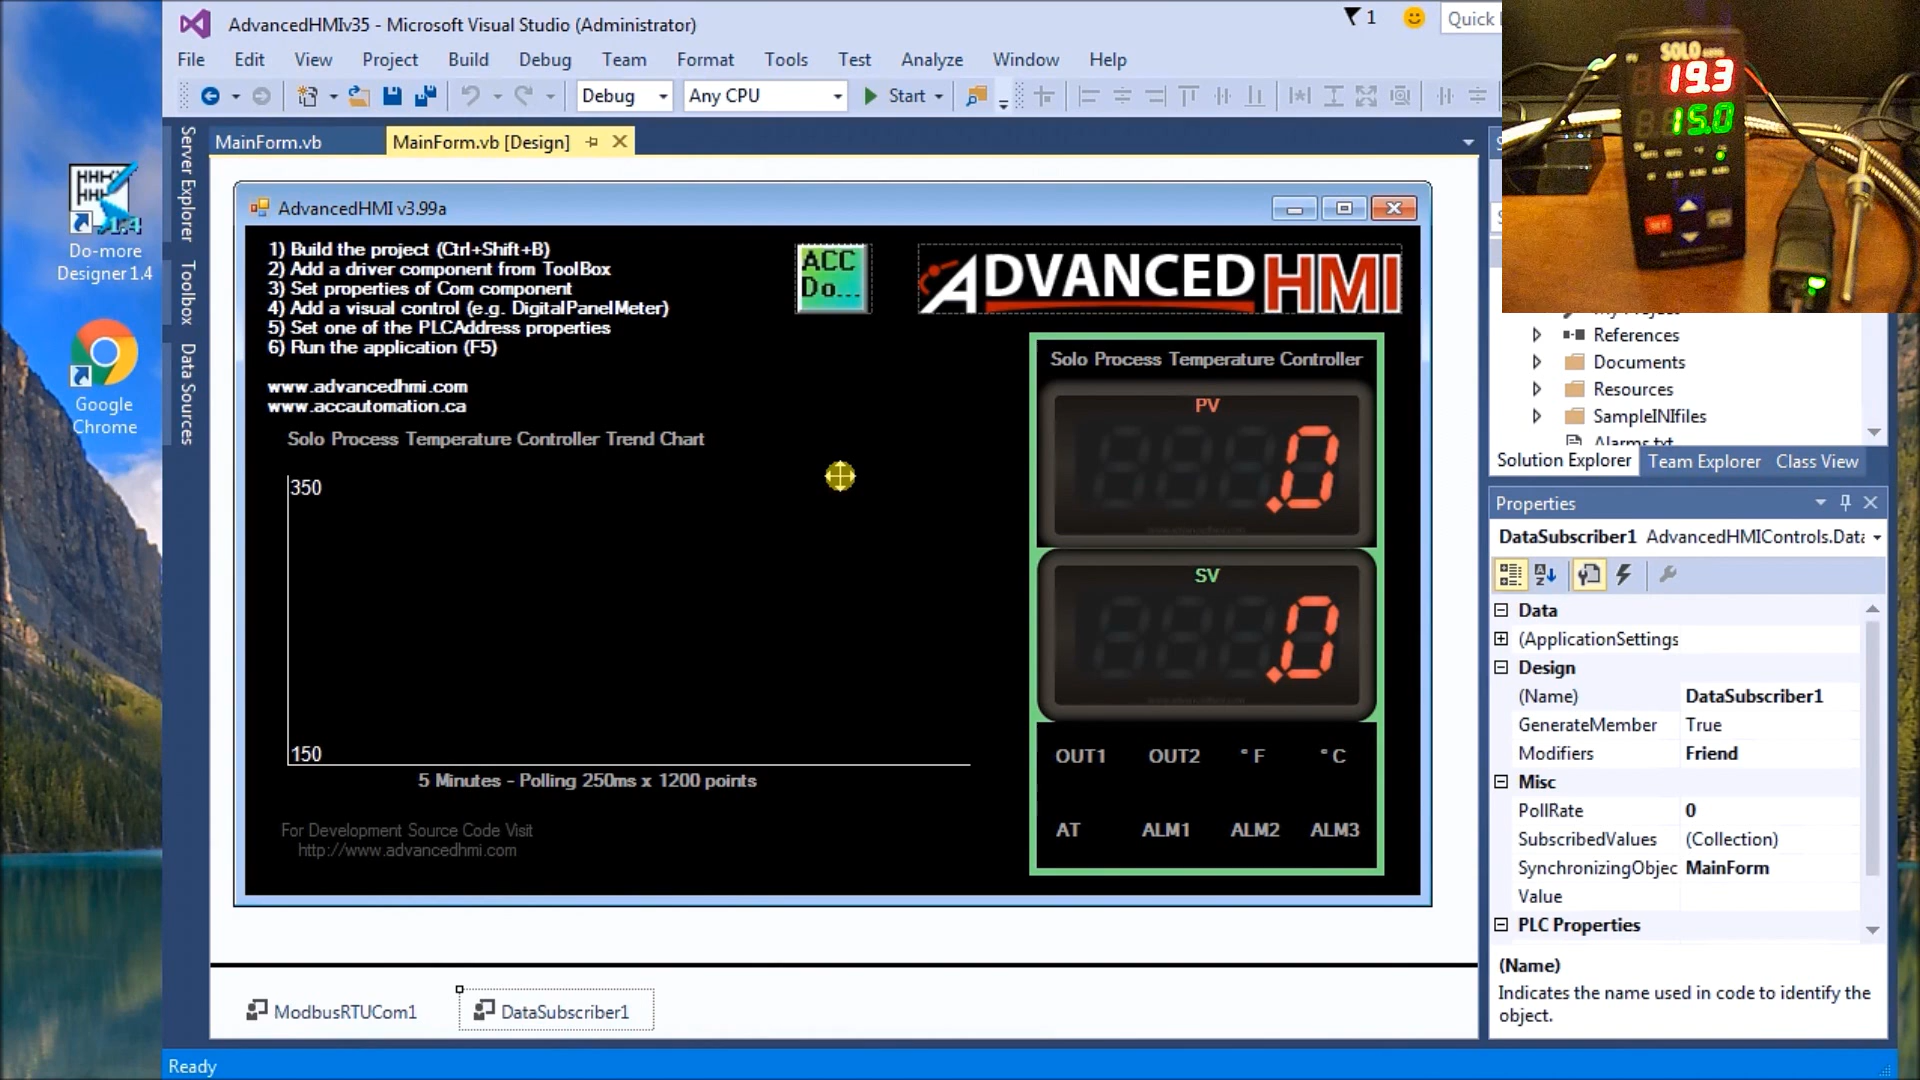 AdvancedHMIv35 - Microsoft Visual Studio (Administrator)
1
Quick
File Edit View Project Build Debug Team Format Tools Test Analyze Window Help
Debug
Any CPU
Start
MainForm.vb
MainForm.vb [Design]
Server Explorer
Toolbox
Data Sources
Do-more
Designer 1.4
Google
Chrome
AdvancedHMI v3.99a
1) Build the project (Ctrl+Shift+B)
2) Add a driver component from ToolBox
3) Set properties of Com component
4) Add a visual control (e.g. DigitalPanelMeter)
5) Set one of the PLCAddress properties
6) Run the application (F5)
www.advancedhmi.com
www.accautomation.ca
ACC
Do...
ADVANCED HMI
Solo Process Temperature Controller Trend Chart
350
150
5 Minutes - Polling 250ms x 1200 points
For Development Source Code Visit
http://www.advancedhmi.com
Solo Process Temperature Controller
PV
.0
SV
.0
OUT1 OUT2 ° F ° C
AT ALM1 ALM2 ALM3
ModbusRTUCom1
DataSubscriber1
Ready
SOLO
PV
19.3
15.0
References
Documents
Resources
SampleINIfiles
Alarms.txt
Solution Explorer Team Explorer Class View
Properties
DataSubscriber1 AdvancedHMIControls.Data
Data
(ApplicationSettings
Design
(Name) DataSubscriber1
GenerateMember True
Modifiers Friend
Misc
PollRate 0
SubscribedValues (Collection)
SynchronizingObjec MainForm
Value
PLC Properties
(Name)
Indicates the name used in code to identify the
object.